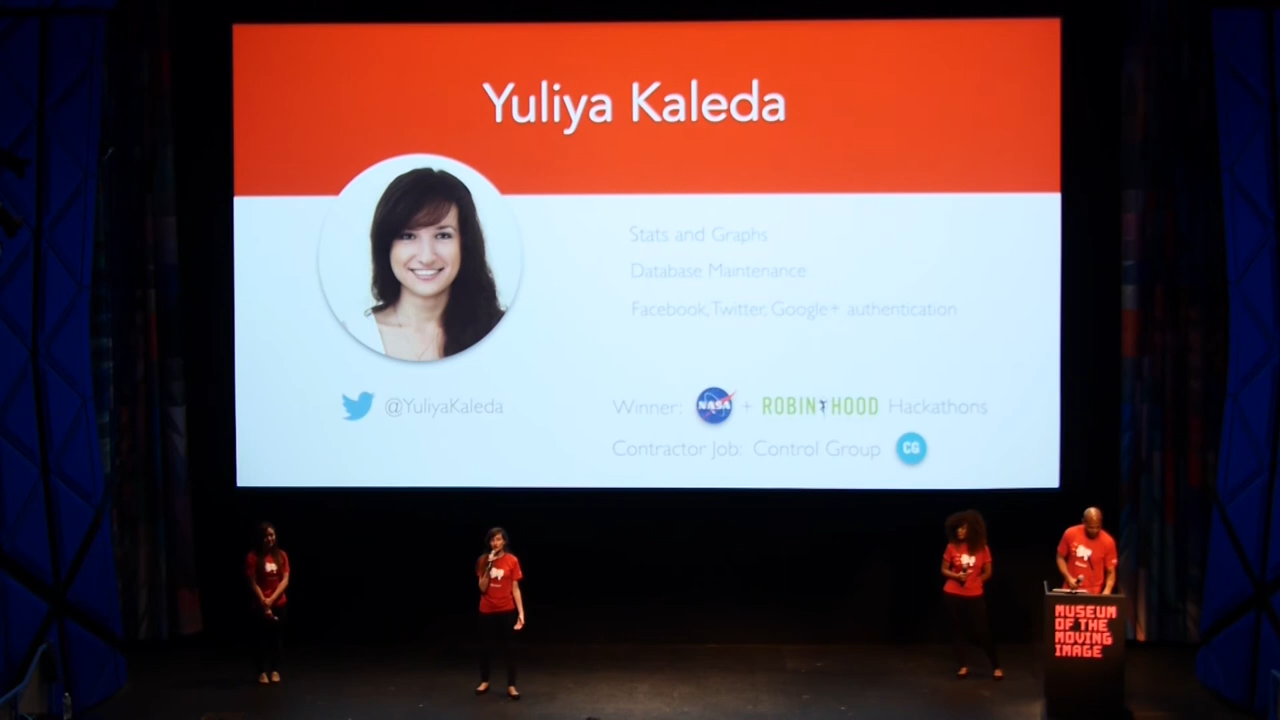 Yuliya Kaleda
Stats and Graphs
Database Maintenance
Facebook, Twitter, Google+ authentication
@YuliyaKaleda
Winner: NASA + ROBIN HOOD Hackathons
Contractor Job: Control Group CG
MUSEUM
OF THE
MOVING
IMAGE